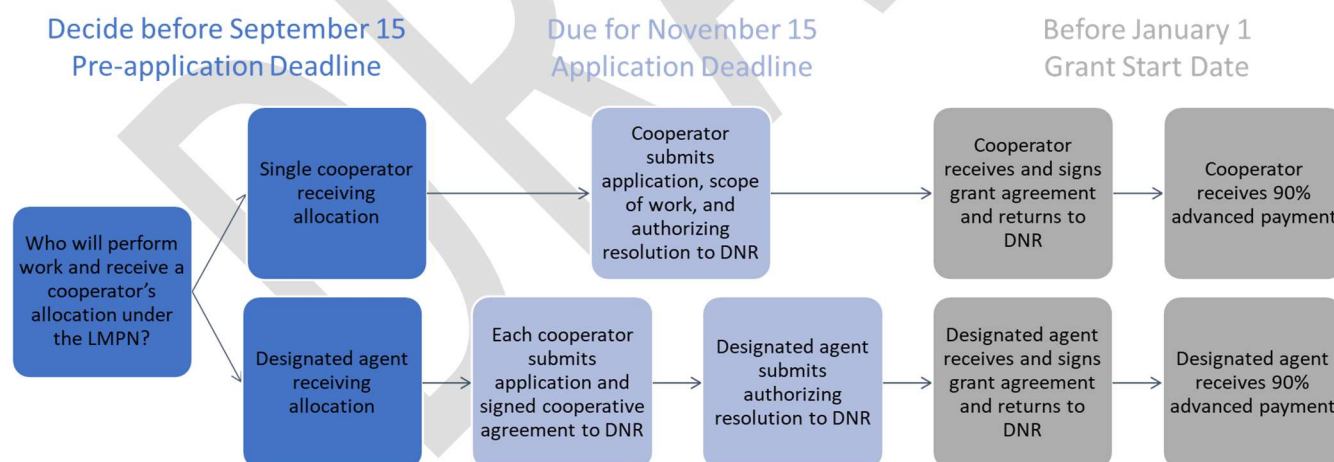 Decide before September 15
Pre-application Deadline
Due for November 15
Application Deadline
Before January 1
Grant Start Date
Who will perform
work and receive a
cooperator's
allocation under
the LMPN?
Single cooperator
receiving
allocation
Cooperator
submits
application, scope
of work, and
authorizing
resolution to DNR
Cooperator
receives and signs
grant agreement
and returns to
DNR
Cooperator
receives 90%
advanced payment
Designated agent
receiving
allocation
Each cooperator
submits
application and
signed cooperative
agreement to DNR
Designated agent
submits
authorizing
resolution to DNR
Designated agent
receives and signs
grant agreement
and returns to
DNR
Designated agent
receives 90%
advanced payment